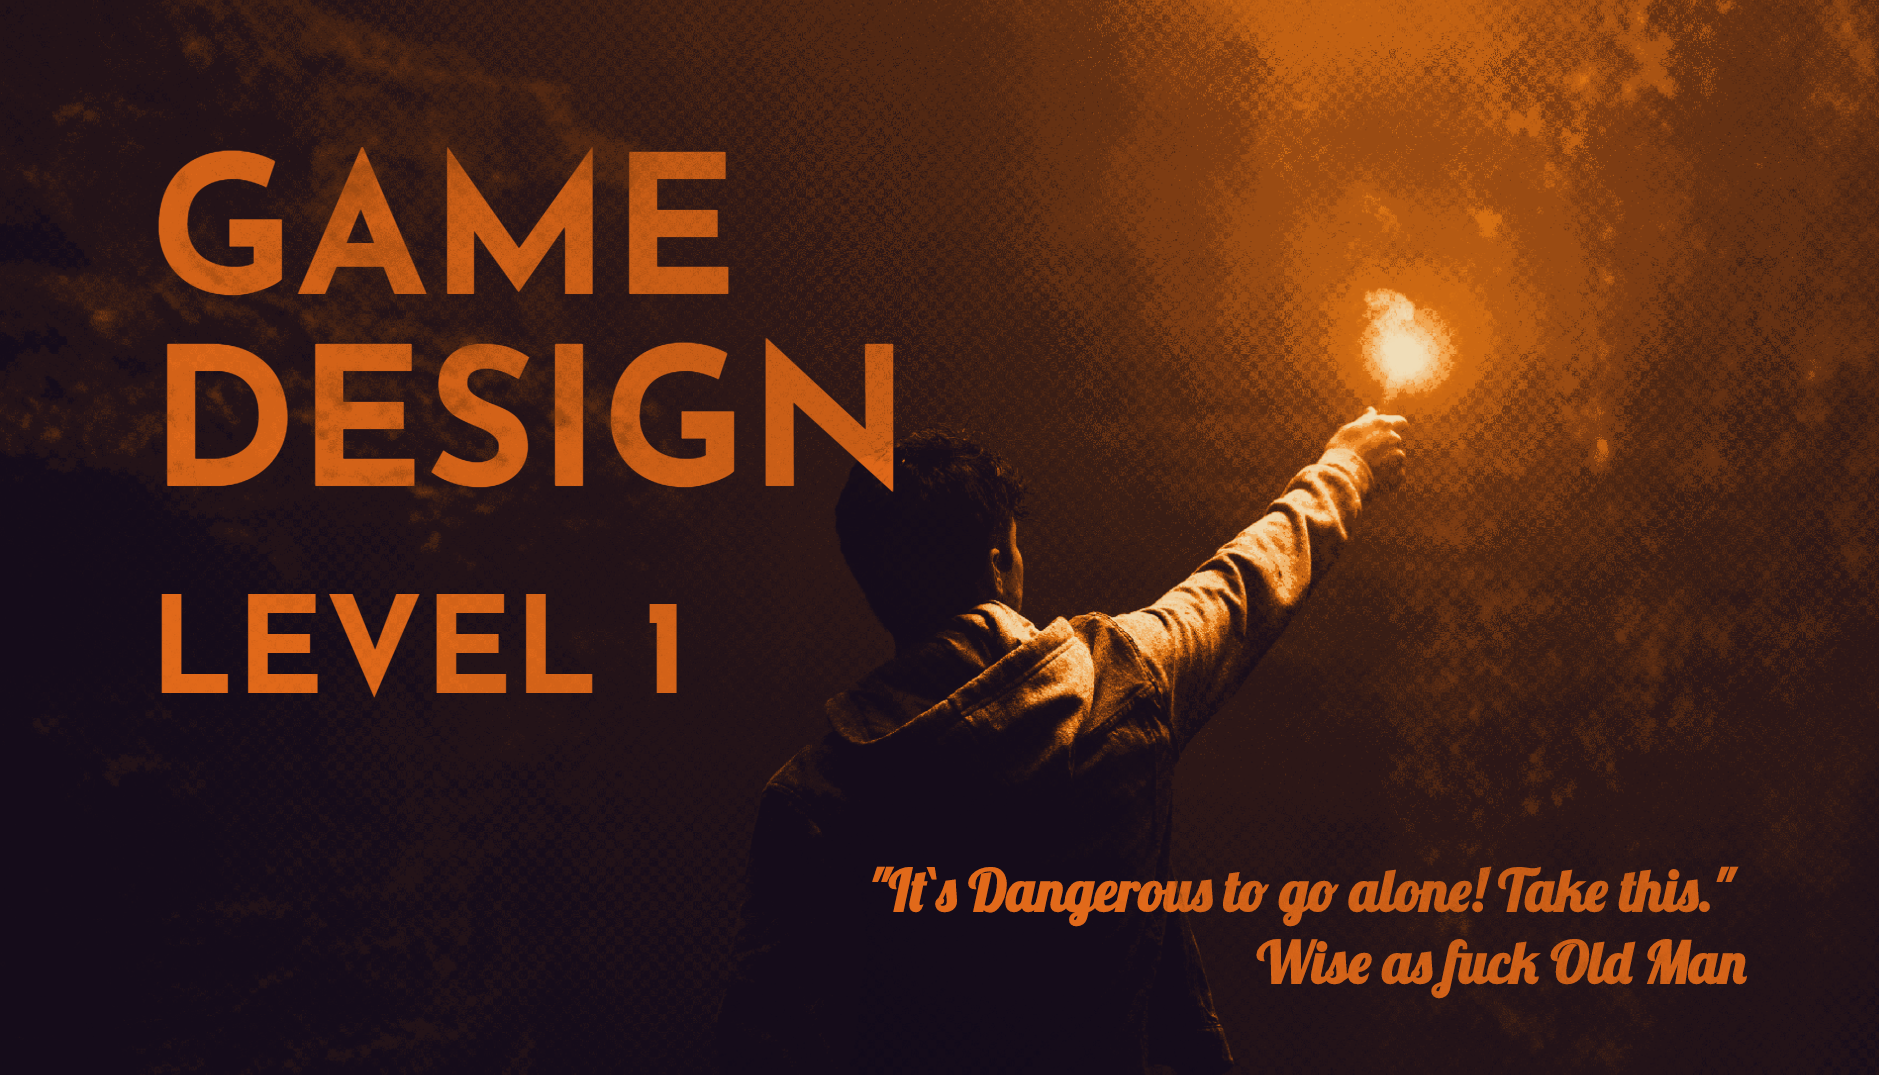 GAME
DESIGN
LEVEL 1
"It`s Dangerous to go alone! Take this."
Wise as fuck Old Man